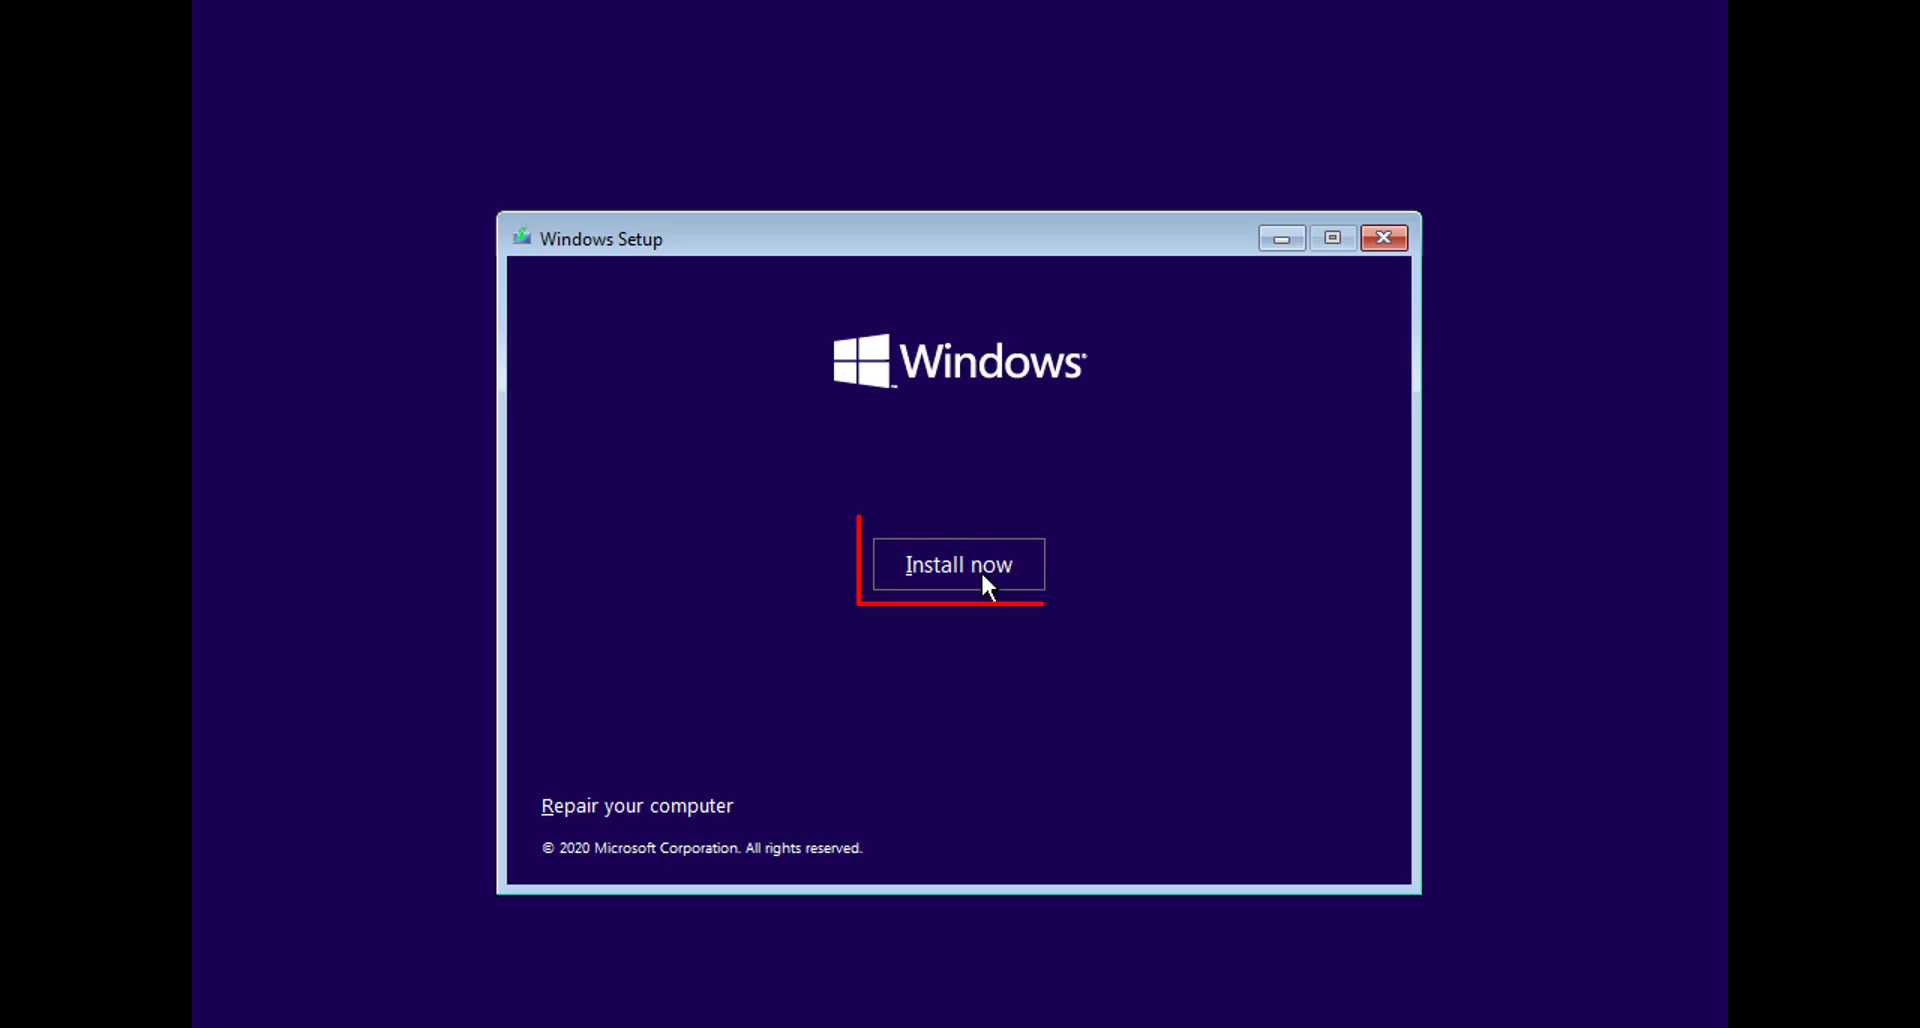 Windows Setup
Windows
Install now
Repair your computer
© 2020 Microsoft Corporation. All rights reserved.